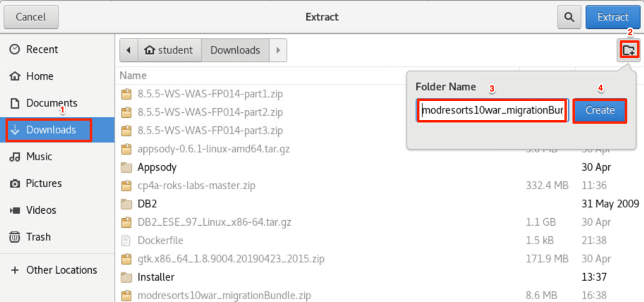 Cancel
Extract
Extract
2
Recent
student
Downloads
Home
Name
Folder Name
3
4
Documents
8.5.5-WS-WAS-FP014-part1.zip
1
8.5.5-WS-WAS-FP014-part2.zip
modresorts10war_migrationBur
Create
Downloads
8.5.5-WS-WAS-FP014-part3.zip
appsody-0.6.1-linux-amd64.tar.gz
30 Apr
Music
Appsody
30 Apr
Pictures
cp4a-roks-labs-master.zip
332.4 MB
11:36
DB2
31 May 2009
Videos
DB2_ESE_97_Linux_x86-64.tar.gz
1.1 GB
30 Apr
Trash
Dockerfile
1.5 kB
21:38
gtk.x86_64_1.8.9004.20190423_2015.zip
171.9 MB
30 Apr
Other Locations
Installer
13:37
modresorts10war_migrationBundle.zip
8.6 MB
16:38